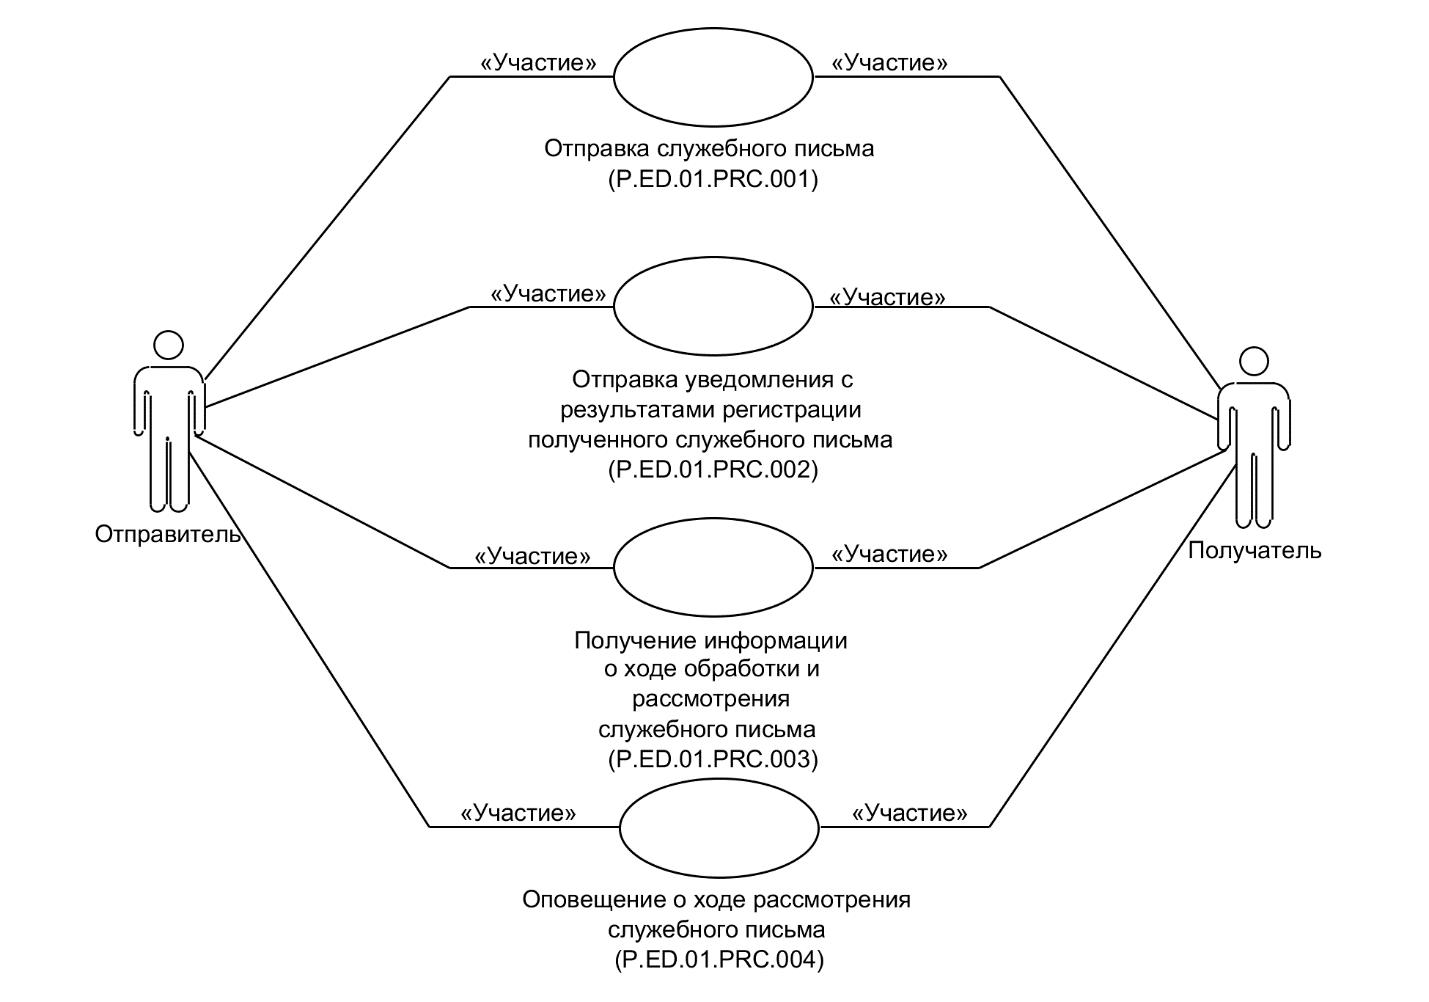 «Участие»
«Участие»
Отправка служебного письма
(P.ED.01.PRC.001)
«Участие»
«Участие»
Отправка уведомления с
результатами регистрации
полученного служебного письма
(P.ED.01.PRC.002)
Отправитель
Получатель
«Участие»
«Участие»
Получение информации
о ходе обработки и
рассмотрения
служебного письма
(P.ED.01.PRC.003)
«Участие»
«Участие»
Оповещение о ходе рассмотрения
служебного письма
(P.ED.01.PRC.004)